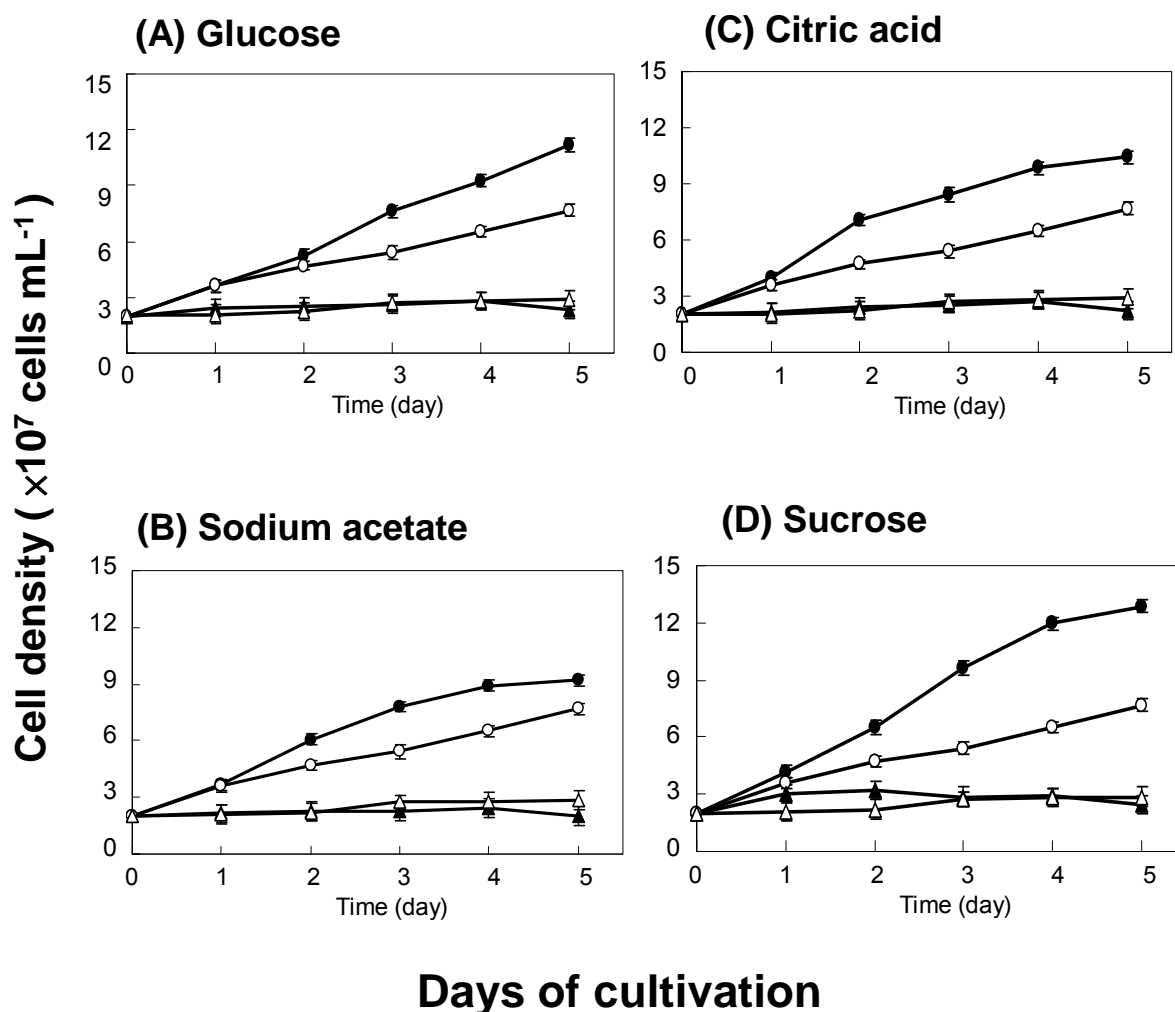 (A) Glucose
15
12
9
6
3
0
0 1 2 3 4 5
Time (day)
(C) Citric acid
15
12
9
6
3
0
0 1 2 3 4 5
Time (day)
(B) Sodium acetate
15
12
9
6
3
0
0 1 2 3 4 5
Time (day)
(D) Sucrose
15
12
9
6
3
0
0 1 2 3 4 5
Time (day)
Cell density ( ×10⁷ cells mL⁻¹ )
Days of cultivation